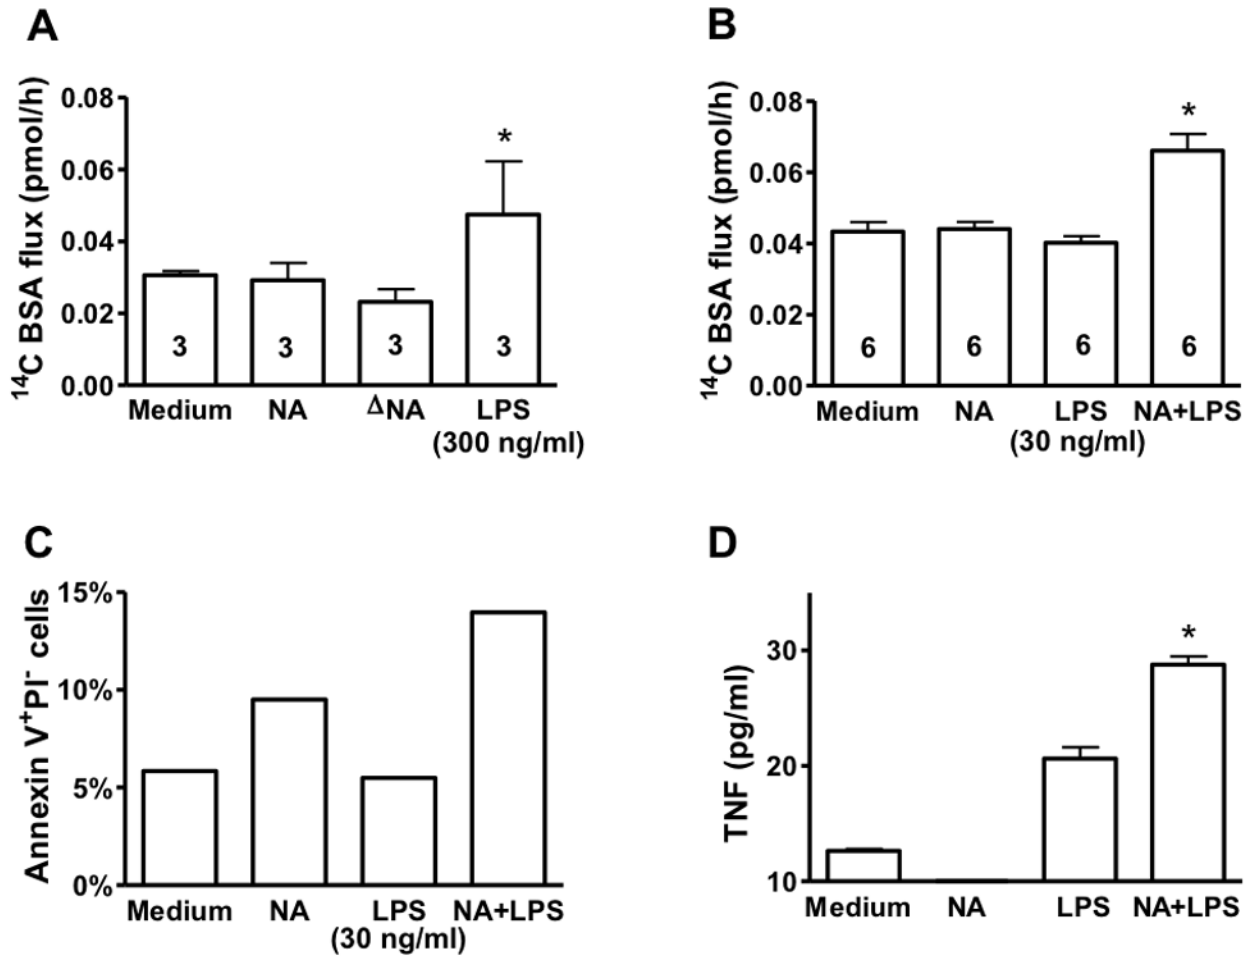 A
¹⁴C BSA flux (pmol/h)
0.08
0.06
0.04
0.02
0.00
*
3 3 3 3
Medium NA ΔNA LPS
(300 ng/ml)
B
¹⁴C BSA flux (pmol/h)
0.08
0.06
0.04
0.02
0.00
*
6 6 6 6
Medium NA LPS NA+LPS
(30 ng/ml)
C
Annexin V⁺PI⁻ cells
15%
10%
5%
0%
Medium NA LPS NA+LPS
(30 ng/ml)
D
TNF (pg/ml)
30
20
10
*
Medium NA LPS NA+LPS